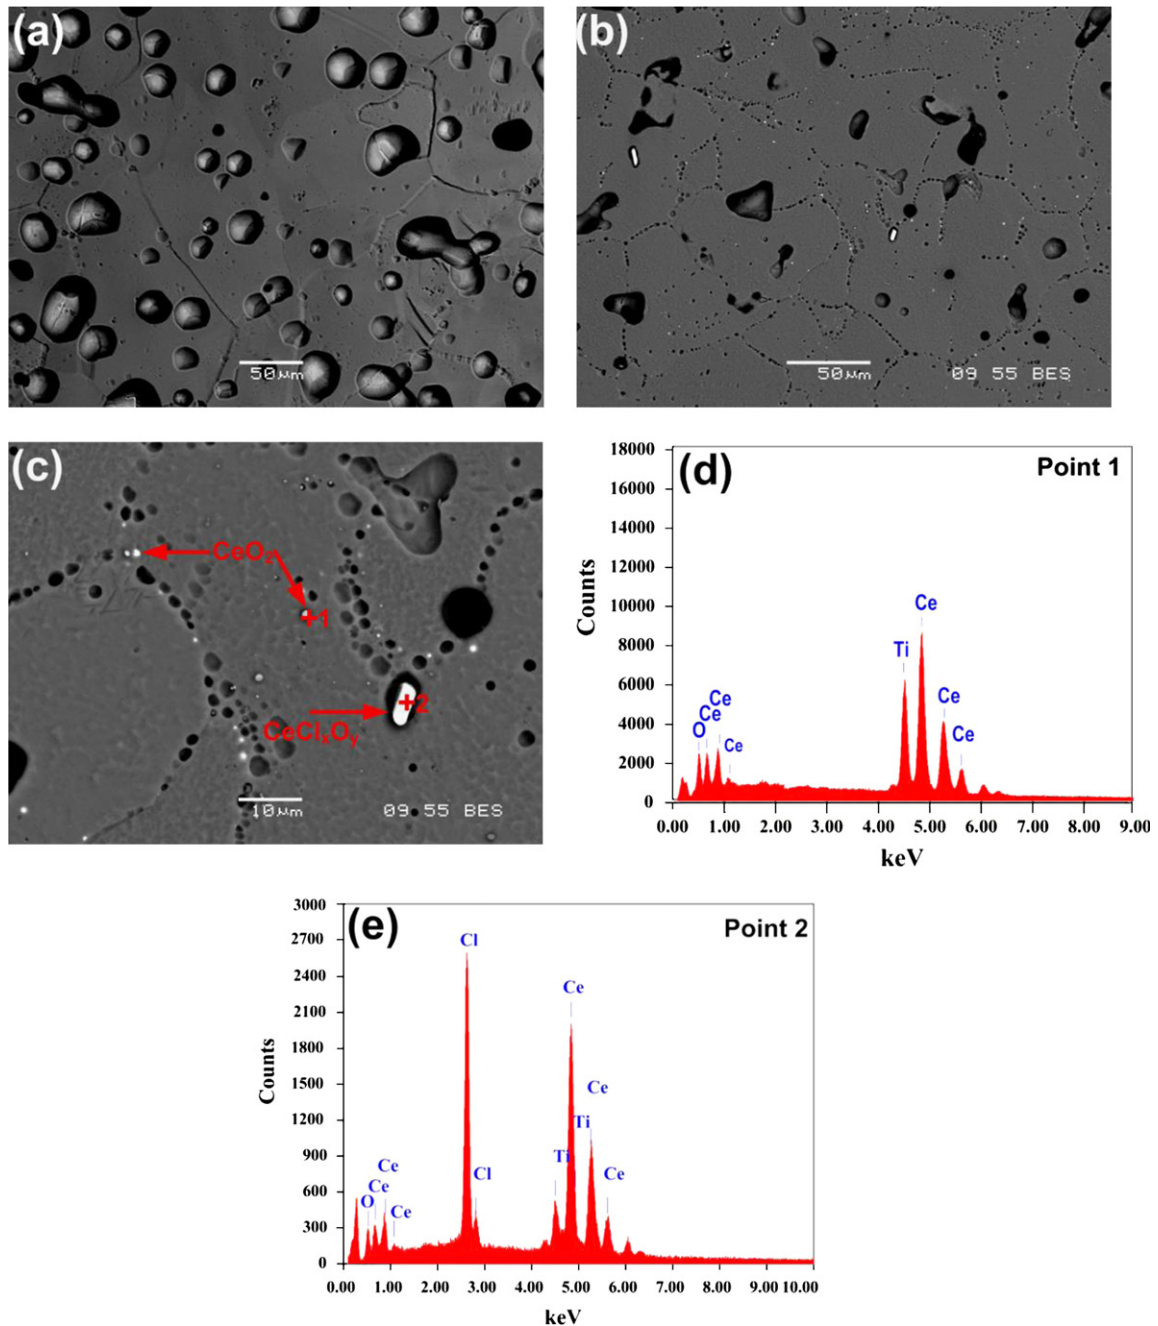 (a)
50μm
(b)
50μm 09 55 BES
(c)
CeO₂
+1
+2
CeClₓOᵧ
10μm 09 55 BES
(d)
Point 1
18000
16000
14000
12000
10000
8000
6000
4000
2000
0
Counts
Ce
Ti
Ce
Ce
Ce
Ce
O
Ce
0.00 1.00 2.00 3.00 4.00 5.00 6.00 7.00 8.00 9.00
keV
(e)
Point 2
3000
2700
2400
2100
1800
1500
1200
900
600
300
0
Counts
Cl
Ce
Ce
Ti
Ti
Ce
Cl
Ce
Ce
O
Ce
0.00 1.00 2.00 3.00 4.00 5.00 6.00 7.00 8.00 9.00 10.00
keV